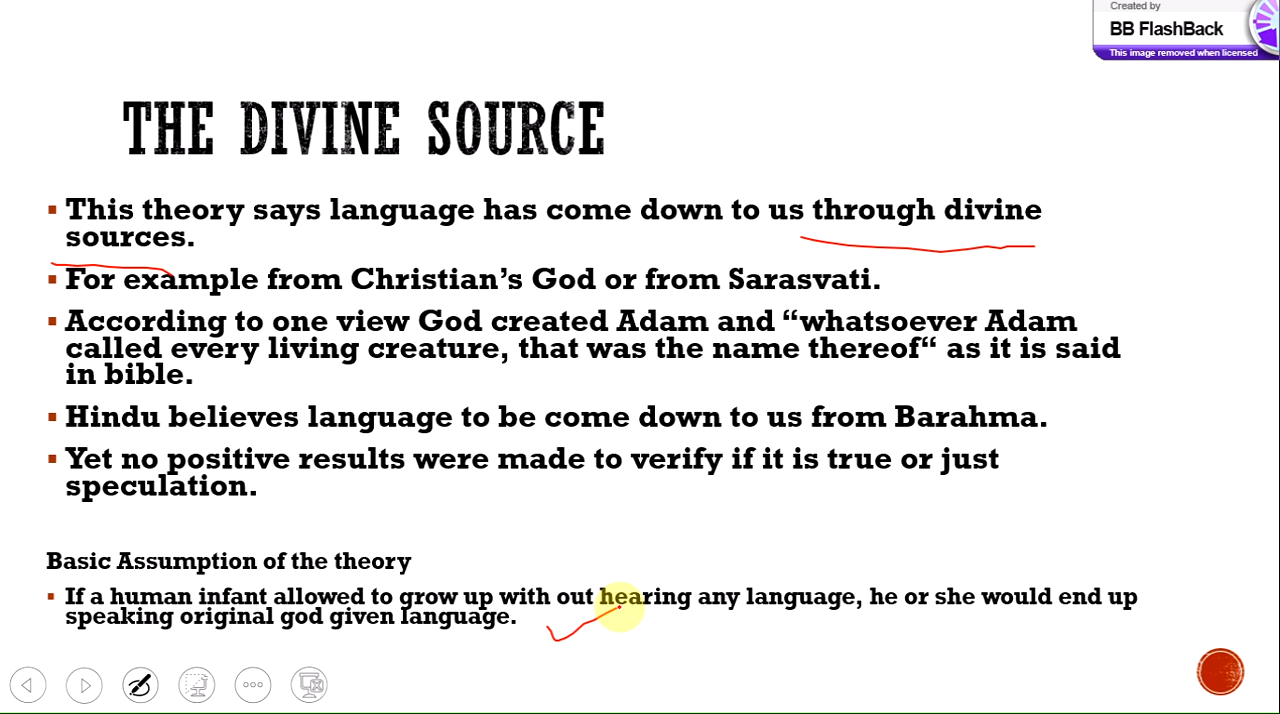 Created by
BB FlashBack
This image removed when licensed
THE DIVINE SOURCE
▪ This theory says language has come down to us through divine
sources.
▪ For example from Christian’s God or from Sarasvati.
▪ According to one view God created Adam and “whatsoever Adam
called every living creature, that was the name thereof“ as it is said
in bible.
▪ Hindu believes language to be come down to us from Barahma.
▪ Yet no positive results were made to verify if it is true or just
speculation.
Basic Assumption of the theory
▪ If a human infant allowed to grow up with out hearing any language, he or she would end up
speaking original god given language.